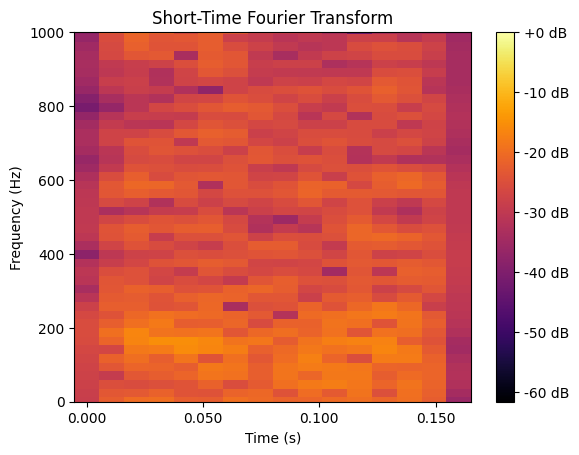 Short-Time Fourier Transform
1000
800
600
400
200
0
Frequency (Hz)
0.000
0.050
0.100
0.150
Time (s)
+0 dB
-10 dB
-20 dB
-30 dB
-40 dB
-50 dB
-60 dB